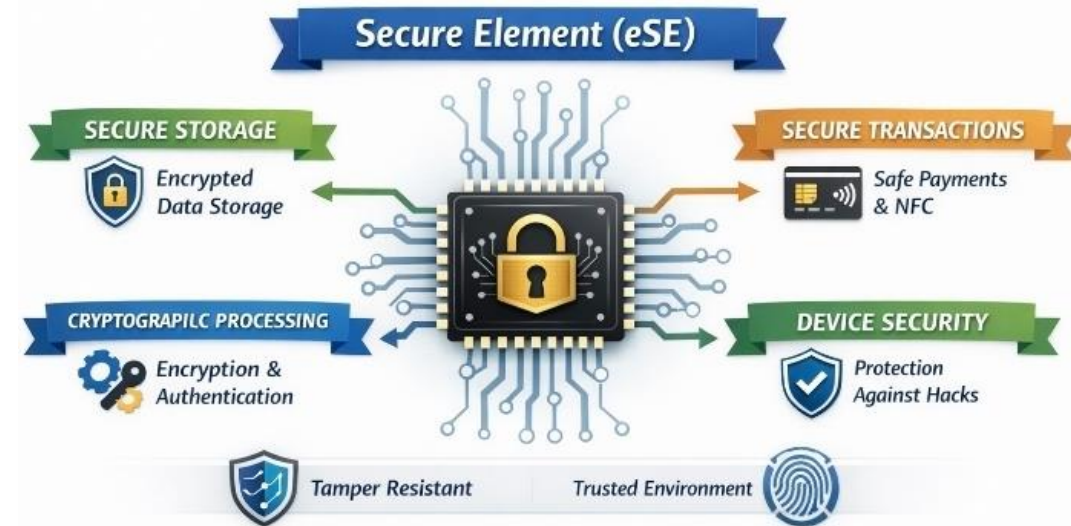 Secure Element (eSE)
SECURE STORAGE
Encrypted
Data Storage
SECURE TRANSACTIONS
Safe Payments
& NFC
CRYPTOGRAPILC PROCESSING
Encryption &
Authentication
DEVICE SECURITY
Protection
Against Hacks
Tamper Resistant
Trusted Environment